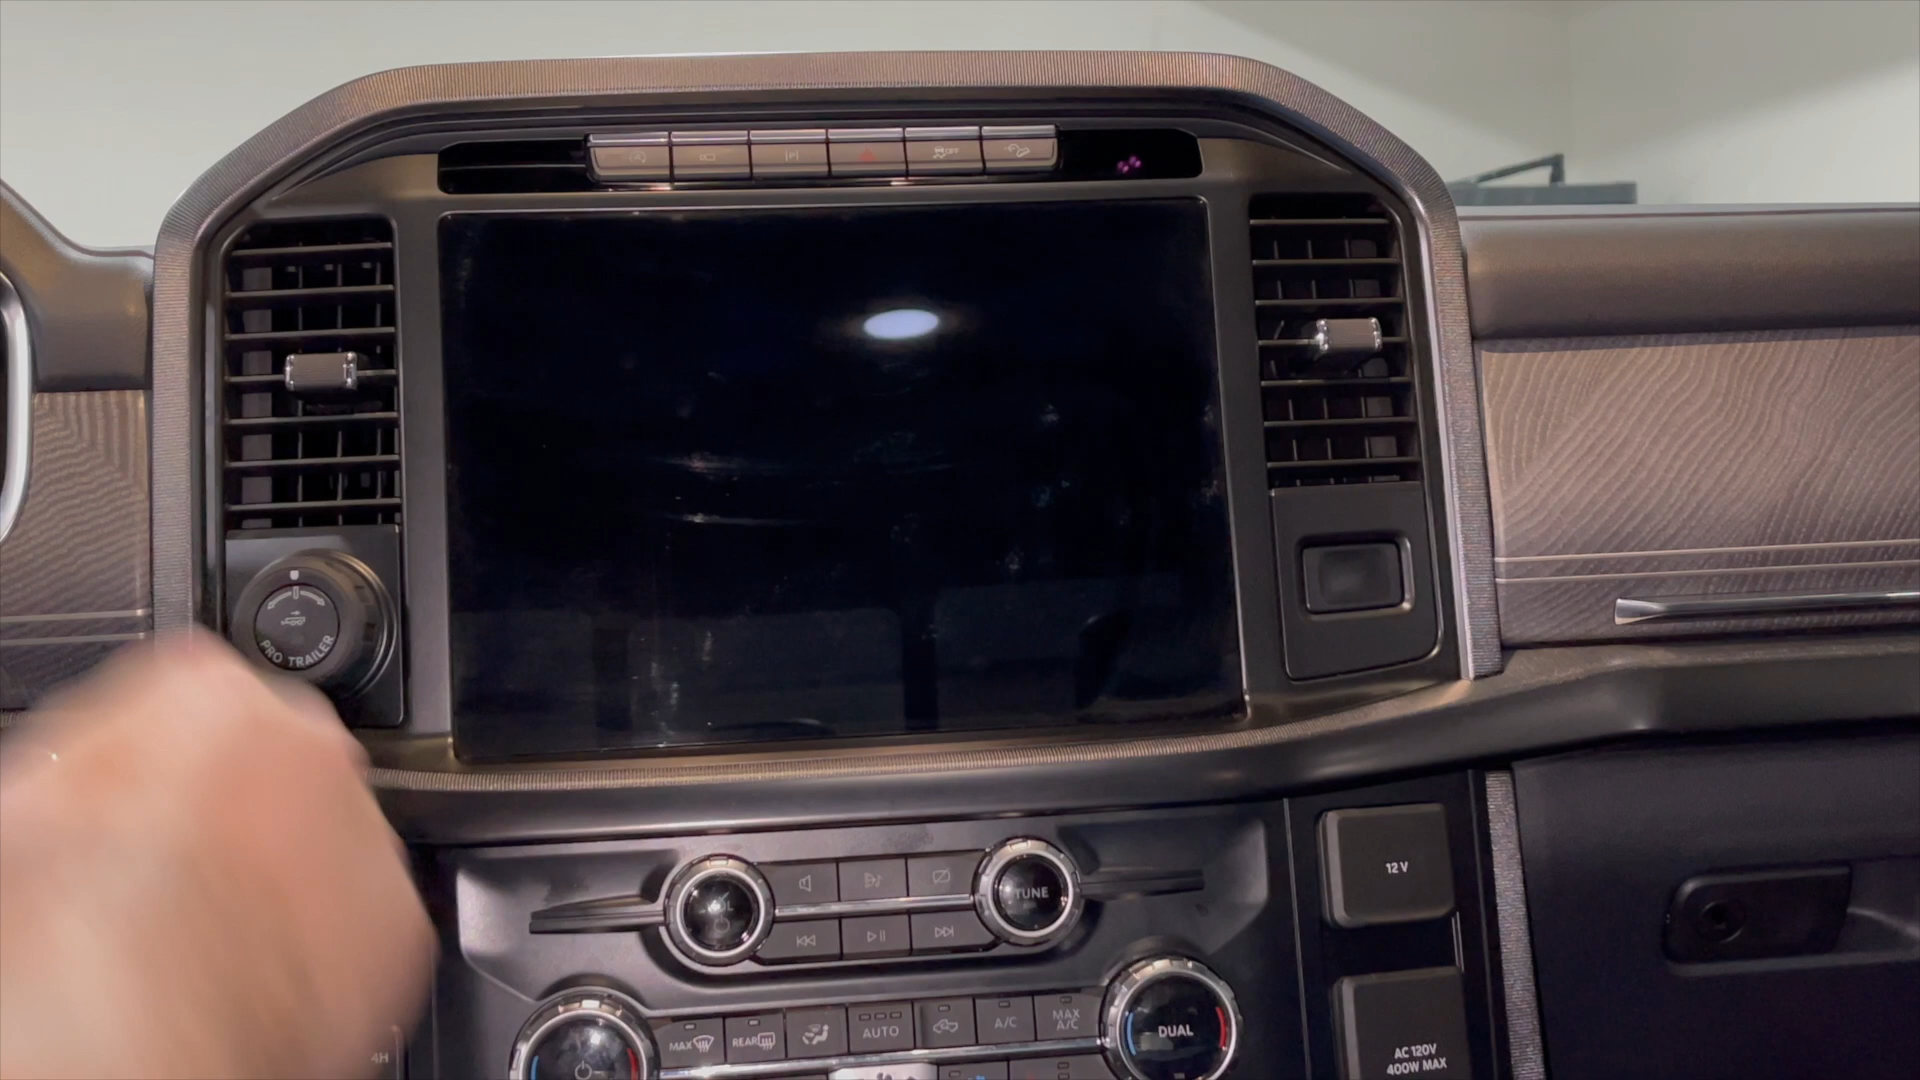 OFF
PRO TRAILER
TUNE
12 V
MAX
REAR
AUTO
A/C
MAX
A/C
DUAL
4H
AC 120V
400W MAX